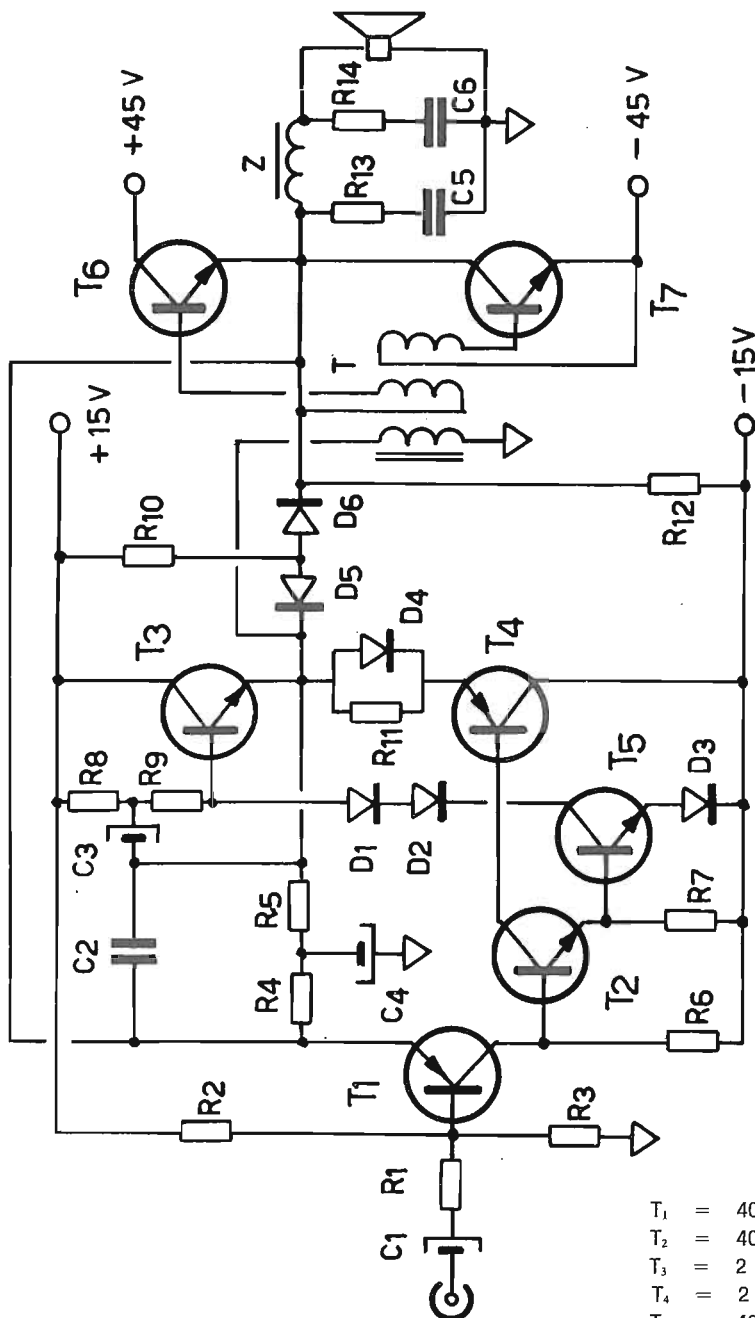 +45 V
+15 V
T6
Z
R14
R13
C6
C5
T
T7
−45 V
−15 V
R10
D6
D5
R12
T3
D4
R11
T4
R8
R9
C3
D1
D2
T5
D3
C2
R5
R4
C4
R7
T2
R6
T1
R2
R3
R1
C1
T₁ = 40
T₂ = 40
T₃ = 2
T₄ = 2